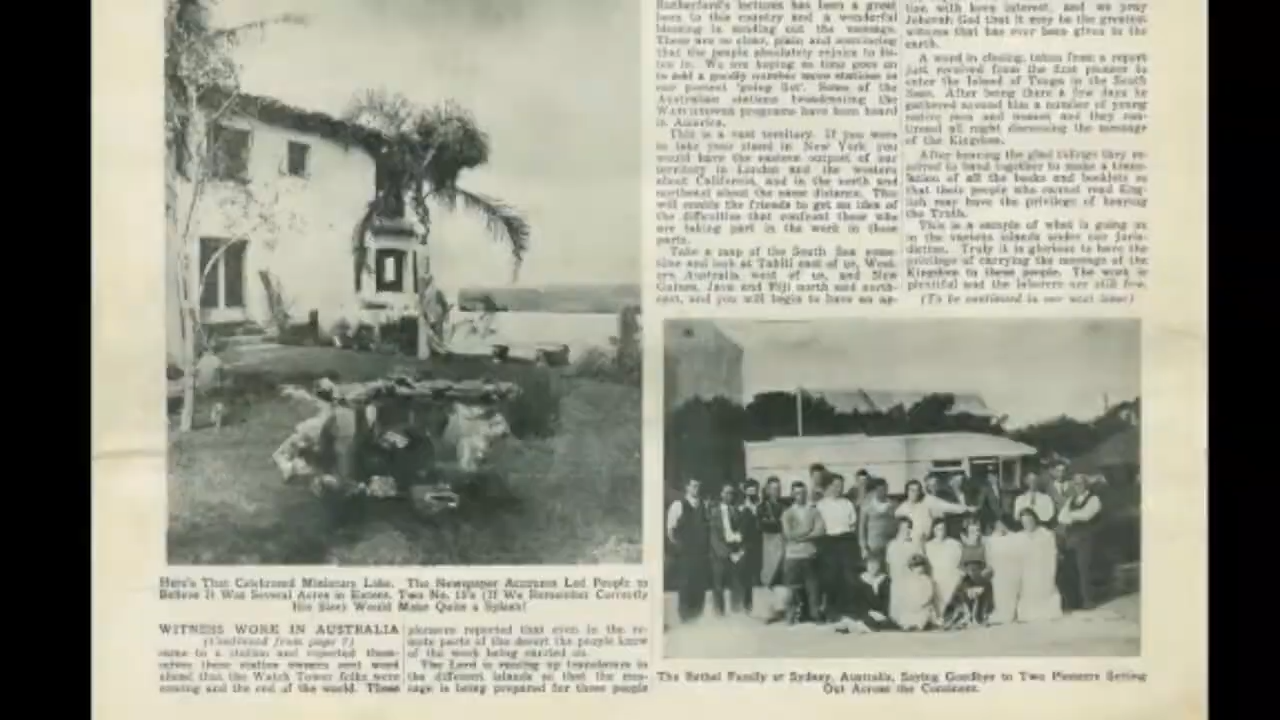 Here's That Celebrated Miniature Lake. The Newspaper Accounts Led People to
Believe It Was Several Acres in Extent. Two No. 13's (If We Remember Correctly
His Size) Would Make Quite a Splash!
WITNESS WORK IN AUSTRALIA
(Continued from page 7)
came to a station and reported them-
selves these station owners sent word
ahead that the Watch Tower folks were
coming and the end of the world. These
pioneers reported that even in the re-
mote parts of the desert the people knew
of the work being carried on.
The Lord is raising up translators in
the different islands so that the mes-
sage is being prepared for these people
Rutherford's lectures has been a great
boon to this country and a wonderful
blessing in sending out the message.
These are so clear, plain and convincing
that the people absolutely rejoice to lis-
ten in. We are hoping as time goes on
to add a goodly number more stations to
our present 'going list'. Some of the
Australian stations broadcasting the
Watchtower programs have been heard
in America.
This is a vast territory. If you were
to take your stand in New York you
would have the eastern outpost of our
territory in London and the western
about California, and in the north and
northeast about the same distance. This
will enable the friends to get an idea of
the difficulties that confront those who
are taking part in the work in these
parts.
Take a map of the South Sea some-
time and look at Tahiti east of us, West-
ern Australia west of us, and New
Guinea, Java and Fiji north and north-
east, and you will begin to have an ap-
tion with keen interest, and we pray
Jehovah God that it may be the greatest
witness that has ever been given to the
earth.
A word in closing, taken from a report
just received from the first pioneer to
enter the Island of Tonga in the South
Seas. After being there a few days he
gathered around him a number of young
native men and women and they con-
tinued all night discussing the message
of the Kingdom.
After hearing the glad tidings they re-
solved to band together to make a trans-
lation of all the books and booklets so
that their people who cannot read Eng-
lish may have the privilege of hearing
the Truth.
This is a sample of what is going on
in the various islands under our juris-
diction. Truly it is glorious to have the
privilege of carrying the message of the
Kingdom to these people. The work is
plentiful and the laborers are still few.
(To be continued in our next issue)
The Bethel Family at Sydney, Australia, Saying Goodbye to Two Pioneers Setting
Out Across the Continent.